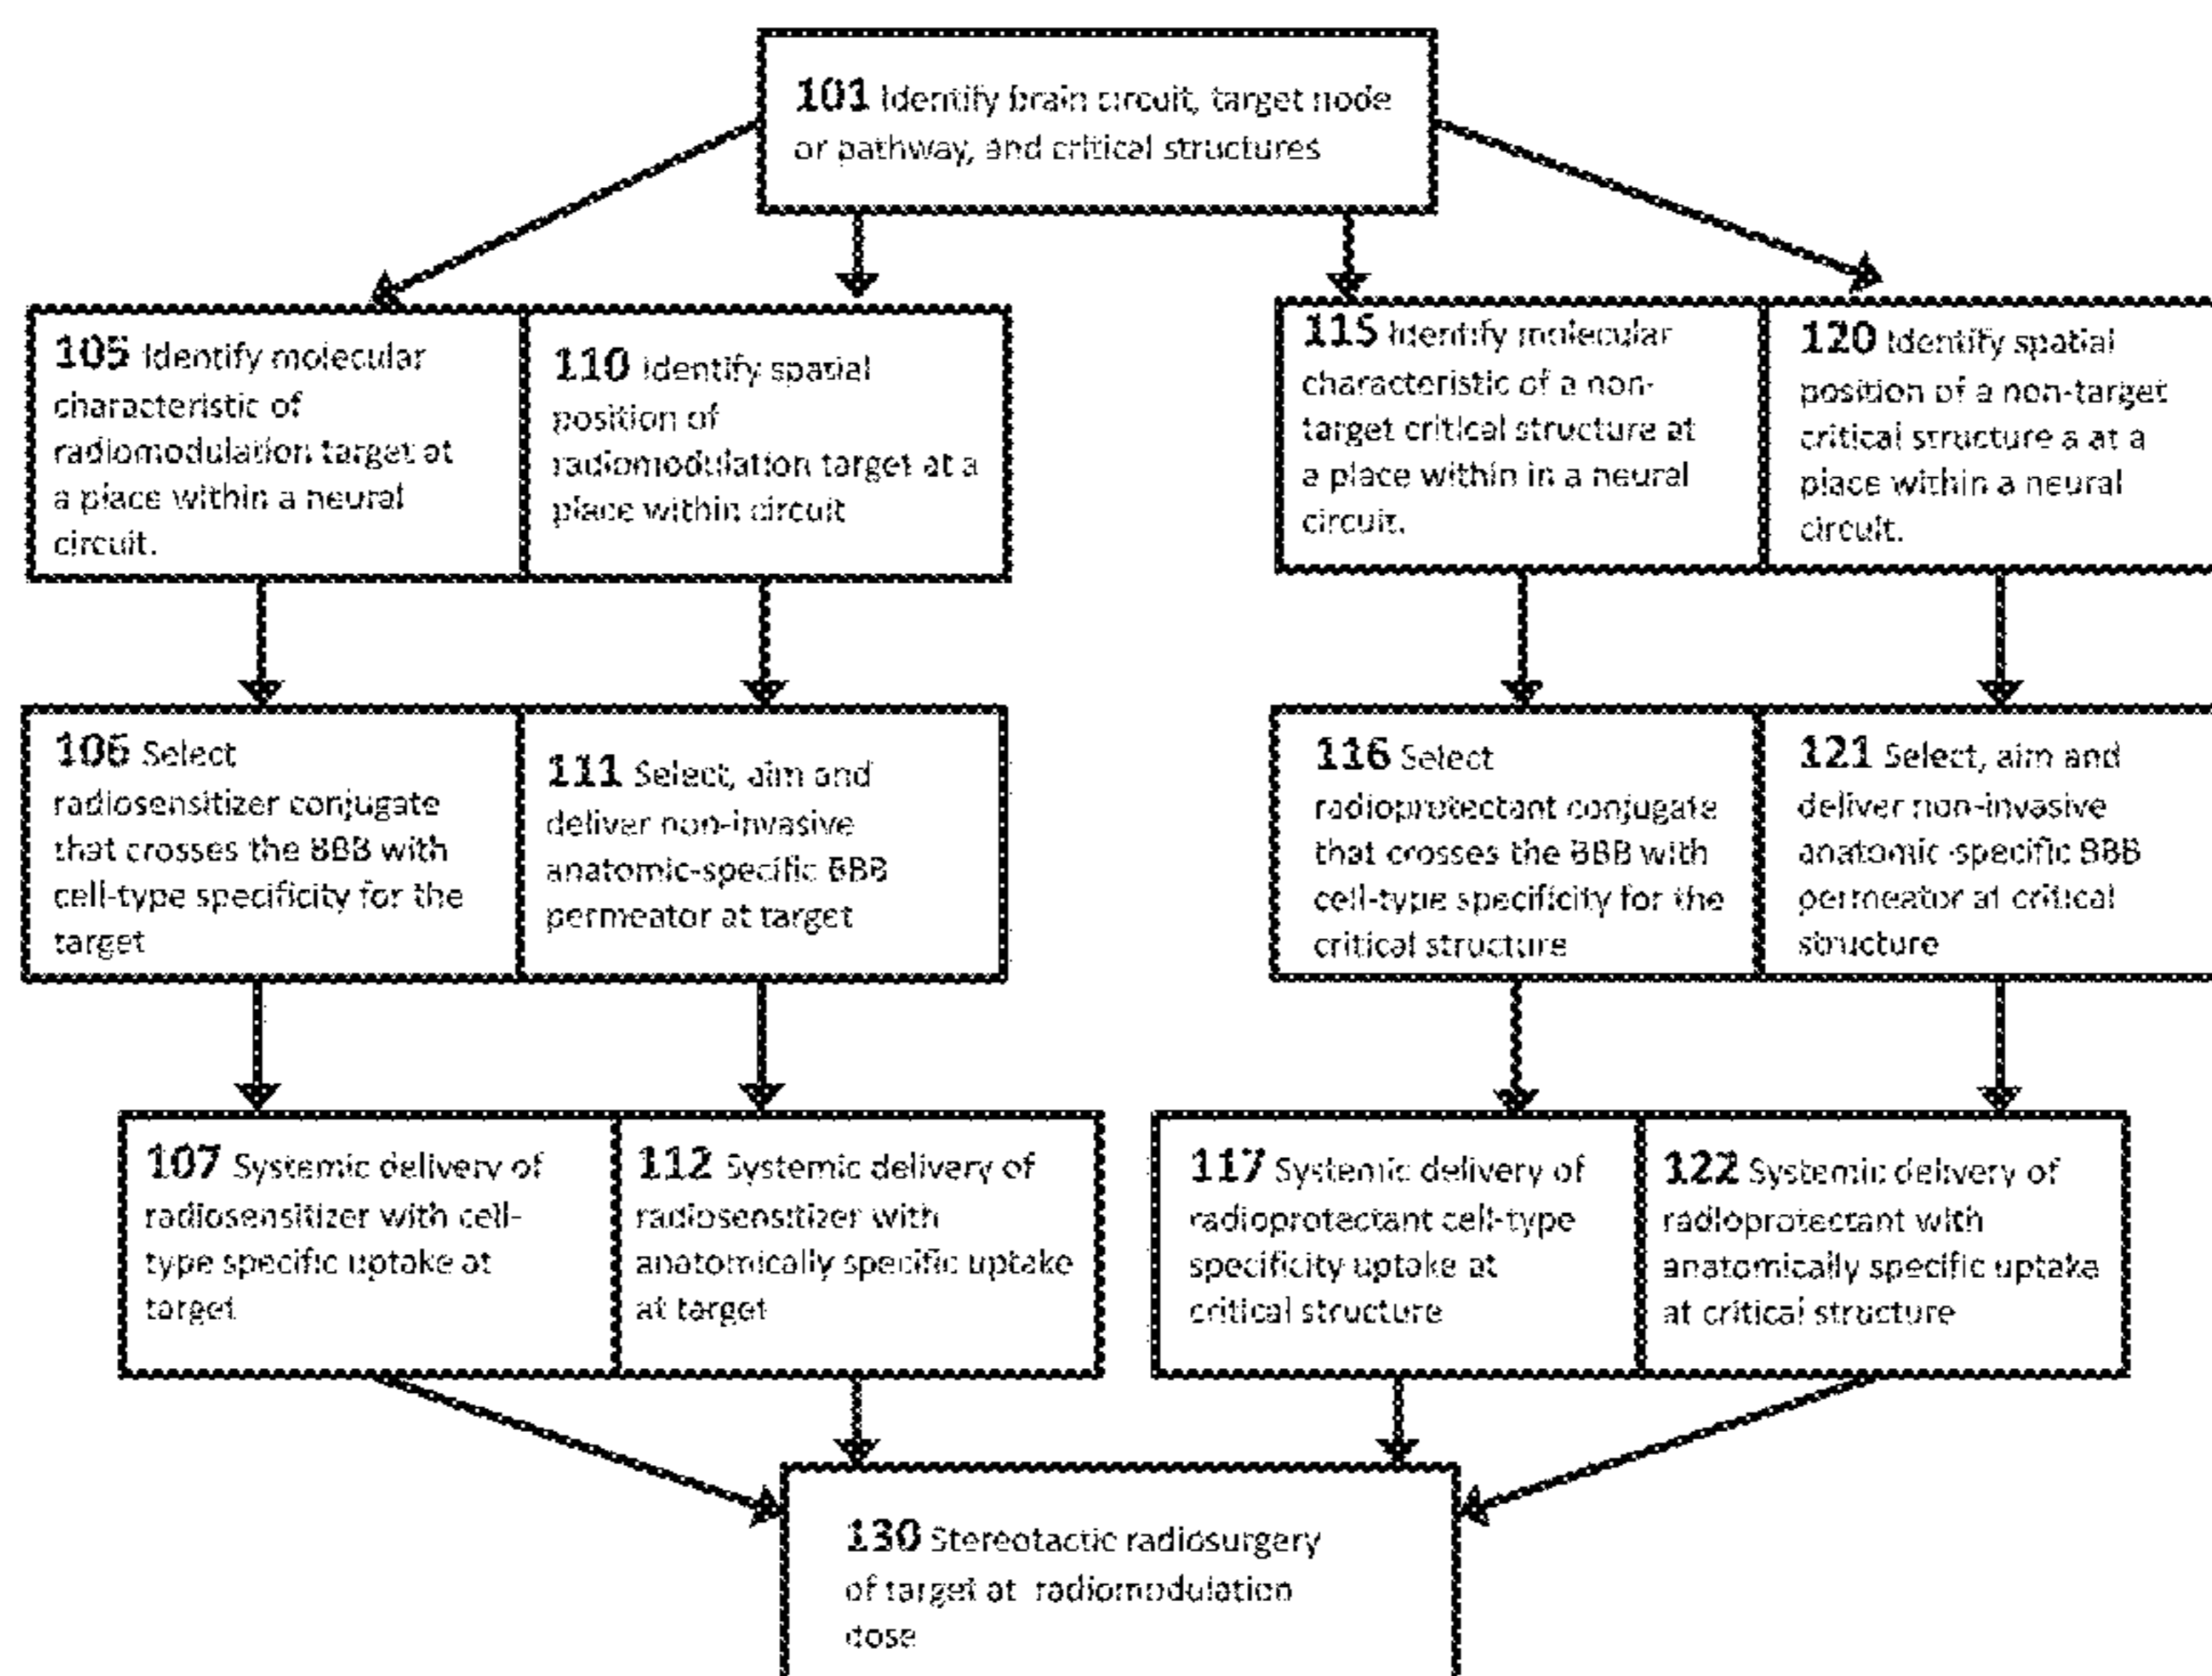 101 Identify brain circuit, target node
or pathway, and critical structures
105 Identify molecular
characteristic of
radiomodulation target at
a place within a neural
circuit.
110 Identify spatial
position of
radiomodulation target at a
place within circuit
115 Identify molecular
characteristic of a non-
target critical structure at
a place within in a neural
circuit.
120 Identify spatial
position of a non-target
critical structure a at a
place within a neural
circuit.
106 Select
radiosensitizer conjugate
that crosses the BBB with
cell-type specificity for the
target
111 Select, aim and
deliver non-invasive
anatomic-specific BBB
permeator at target
116 Select
radioprotectant conjugate
that crosses the BBB with
cell-type specificity for the
critical structure
121 Select, aim and
deliver non-invasive
anatomic-specific BBB
permeator at critical
structure
107 Systemic delivery of
radiosensitizer with cell-
type specific uptake at
target
112 Systemic delivery of
radiosensitizer with
anatomically specific uptake
at target
117 Systemic delivery of
radioprotectant cell-type
specificity uptake at
critical structure
122 Systemic delivery of
radioprotectant with
anatomically specific uptake
at critical structure
130 Stereotactic radiosurgery
of target at radiomodulation
dose